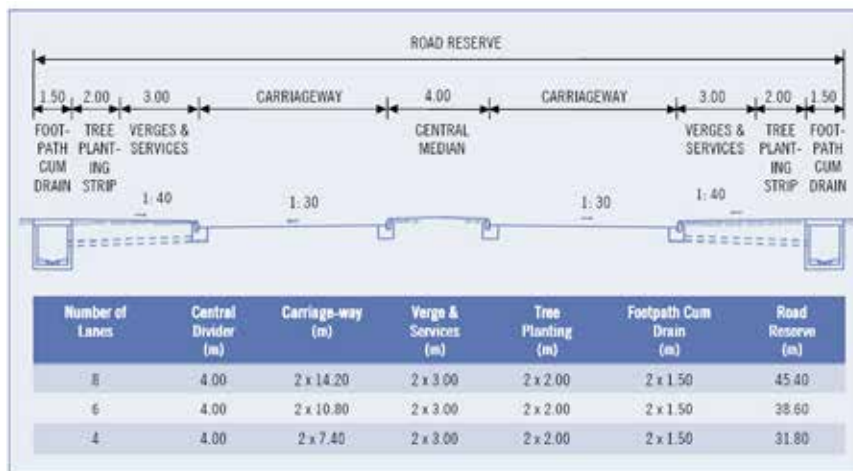 ROAD RESERVE
1.50 2.00 3.00 CARRIAGEWAY 4.00 CARRIAGEWAY 3.00 2.00 1.50
FOOT- TREE VERGES & CENTRAL VERGES & TREE FOOT-
PATH PLANT- SERVICES MEDIAN SERVICES PLANT- PATH
CUM ING ING CUM
DRAIN STRIP STRIP DRAIN
1: 40 1: 30 1: 30 1: 40
Number of Central Carriage-way Verge & Tree Footpath Cum Road
Lanes Divider (m) Services Planting Drain Reserve
(m) (m) (m) (m) (m)
8 4.00 2 x 14.20 2 x 3.00 2 x 2.00 2 x 1.50 45.40
6 4.00 2 x 10.80 2 x 3.00 2 x 2.00 2 x 1.50 38.60
4 4.00 2 x 7.40 2 x 3.00 2 x 2.00 2 x 1.50 31.80